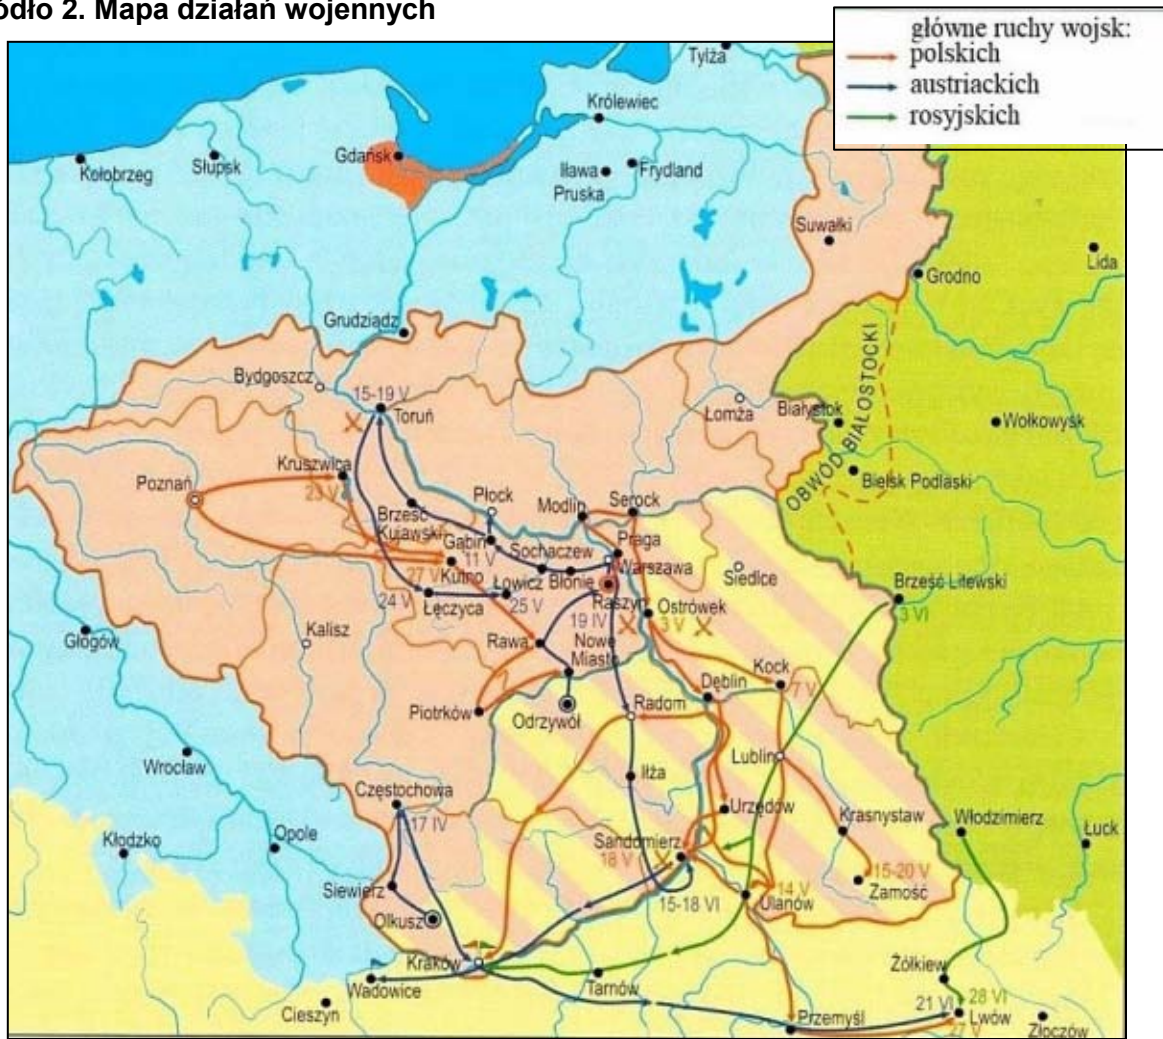 ódło 2. Mapa działań wojennych
główne ruchy wojsk:
polskich
austriackich
rosyjskich
Tylża
Królewiec
Kołobrzeg
Słupsk
Gdańsk
Iława
Pruska
Frydland
Suwałki
Lida
Grodno
Grudziądz
Bydgoszcz
15-19 V
Toruń
Łomża
Białystok
OBWÓD BIAŁOSTOCKI
Wołkowysk
Kruszwica
Poznań
23 V
Bielsk Podlaski
Płock
Modlin
Serock
Brześć
Kujawski
Gąbin
11 V
Sochaczew
Praga
Warszawa
Siedlce
Kutno
27 V
Łowicz
Błonie
Brześć Litewski
3 VI
24 V
Łęczyca
25 V
Raszyn
19 IV
Ostrówek
3 V
Głogów
Kalisz
Rawa
Nowe
Miasto
Kock
7 V
Dęblin
Piotrków
Odrzywół
Radom
Wrocław
Lublin
Iłża
Częstochowa
17 IV
Urzędów
Krasnystaw
Włodzimierz
Kłodzko
Opole
Łuck
Sandomierz
18 V
15-20 V
Zamość
Siewierz
15-18 VI
14 V
Ulanów
Olkusz
Kraków
Żółkiew
Wadowice
Tarnów
21 VI
28 VI
Cieszyn
Przemyśl
Lwów
27 V
Złoczów